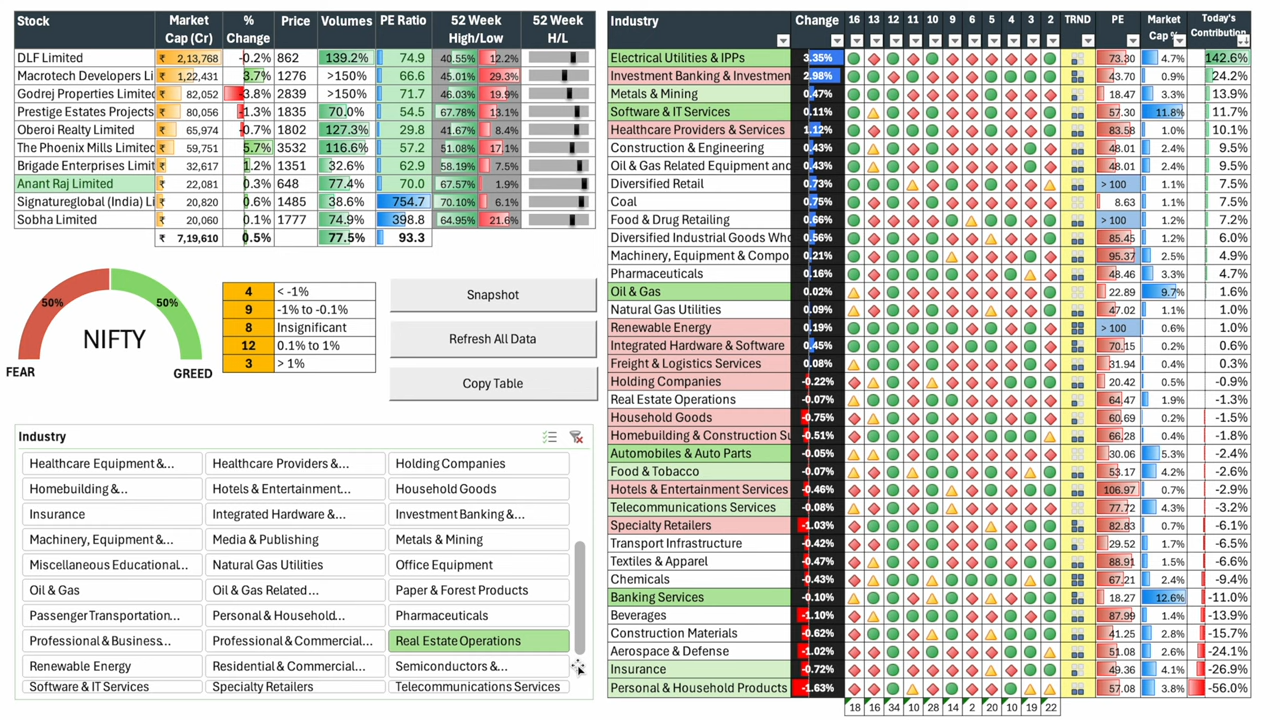 Stock Market Cap (Cr) % Change Price Volumes PE Ratio 52 Week High/Low 52 Week H/L
DLF Limited ₹ 2,13,768 -0.2% 862 139.2% 74.9 40.55% 12.2%
Macrotech Developers Li ₹ 1,22,431 3.7% 1276 >150% 66.6 45.01% 29.3%
Godrej Properties Limited ₹ 82,052 -3.8% 2839 >150% 71.7 46.03% 19.9%
Prestige Estates Projects ₹ 80,056 -1.3% 1835 70.0% 54.5 67.78% 13.1%
Oberoi Realty Limited ₹ 65,974 -0.7% 1802 127.3% 29.8 41.67% 8.4%
The Phoenix Mills Limited ₹ 59,751 5.7% 3532 116.6% 57.2 51.08% 17.1%
Brigade Enterprises Limit ₹ 32,617 1.2% 1351 32.6% 62.9 58.19% 7.5%
Anant Raj Limited ₹ 22,081 0.3% 648 77.4% 70.0 67.57% 1.9%
Signatureglobal (India) Li ₹ 20,820 0.6% 1485 38.6% 754.7 70.10% 6.1%
Sobha Limited ₹ 20,060 0.1% 1777 74.9% 398.8 64.95% 21.6%
₹ 7,19,610 0.5% 77.5% 93.3
50% 50%
NIFTY
FEAR GREED
4 < -1%
9 -1% to -0.1%
8 Insignificant
12 0.1% to 1%
3 > 1%
Snapshot
Refresh All Data
Copy Table
Industry
Healthcare Equipment &... Healthcare Providers &... Holding Companies
Homebuilding &... Hotels & Entertainment... Household Goods
Insurance Integrated Hardware &... Investment Banking &...
Machinery, Equipment &... Media & Publishing Metals & Mining
Miscellaneous Educational... Natural Gas Utilities Office Equipment
Oil & Gas Oil & Gas Related... Paper & Forest Products
Passenger Transportation... Personal & Household... Pharmaceuticals
Professional & Business... Professional & Commercial... Real Estate Operations
Renewable Energy Residential & Commercial... Semiconductors &...
Software & IT Services Specialty Retailers Telecommunications Services
Industry Change 16 13 12 11 10 9 6 5 4 3 2 TRND PE Market Cap % Today's Contribution
Electrical Utilities & IPPs 3.35% 73.30 4.7% 142.6%
Investment Banking & Investmen 2.98% 43.70 0.9% 24.2%
Metals & Mining 0.47% 18.47 3.3% 13.9%
Software & IT Services 0.11% 57.30 11.8% 11.7%
Healthcare Providers & Services 1.12% 83.58 1.0% 10.1%
Construction & Engineering 0.43% 48.01 2.4% 9.5%
Oil & Gas Related Equipment and 0.43% 48.01 2.4% 9.5%
Diversified Retail 0.73% > 100 1.1% 7.5%
Coal 0.75% 8.63 1.1% 7.5%
Food & Drug Retailing 0.66% > 100 1.2% 7.2%
Diversified Industrial Goods Who 0.56% 85.45 1.2% 6.0%
Machinery, Equipment & Compo 0.21% 95.37 2.5% 4.9%
Pharmaceuticals 0.16% 48.46 3.3% 4.7%
Oil & Gas 0.02% 22.89 9.7% 1.6%
Natural Gas Utilities 0.09% 47.02 1.1% 1.0%
Renewable Energy 0.19% > 100 0.6% 1.0%
Integrated Hardware & Software 0.45% 70.15 0.2% 0.6%
Freight & Logistics Services 0.08% 31.94 0.4% 0.3%
Holding Companies -0.22% 20.42 0.5% -0.9%
Real Estate Operations -0.07% 64.47 1.9% -1.3%
Household Goods -0.75% 60.69 0.2% -1.5%
Homebuilding & Construction Su -0.51% 66.28 0.4% -1.8%
Automobiles & Auto Parts -0.05% 30.06 5.3% -2.4%
Food & Tobacco -0.07% 53.17 4.2% -2.6%
Hotels & Entertainment Services -0.46% 106.97 0.7% -2.9%
Telecommunications Services -0.08% 77.72 4.3% -3.2%
Specialty Retailers -1.03% 82.83 0.7% -6.1%
Transport Infrastructure -0.42% 29.52 1.7% -6.5%
Textiles & Apparel -0.47% 88.91 1.5% -6.6%
Chemicals -0.43% 67.21 2.4% -9.4%
Banking Services -0.10% 18.27 12.6% -11.0%
Beverages -1.10% 87.99 1.4% -13.9%
Construction Materials -0.62% 41.25 2.8% -15.7%
Aerospace & Defense -1.02% 51.08 2.6% -24.1%
Insurance -0.72% 49.36 4.1% -26.9%
Personal & Household Products -1.63% 57.08 3.8% -56.0%
18 16 34 10 28 14 2 20 10 19 22